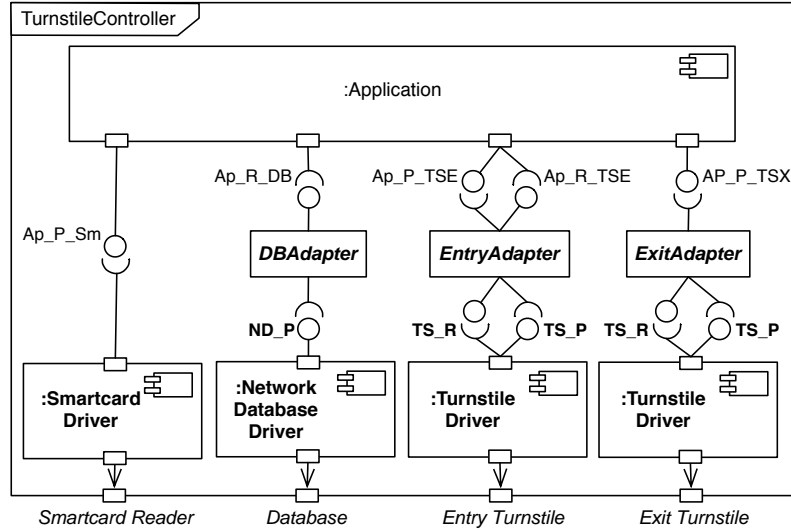 TurnstileController
:Application
Ap_R_DB
Ap_P_TSE
Ap_R_TSE
AP_P_TSX
Ap_P_Sm
DBAdapter
EntryAdapter
ExitAdapter
ND_P
TS_R
TS_P
TS_R
TS_P
:Smartcard
Driver
:Network
Database
Driver
:Turnstile
Driver
:Turnstile
Driver
Smartcard Reader
Database
Entry Turnstile
Exit Turnstile